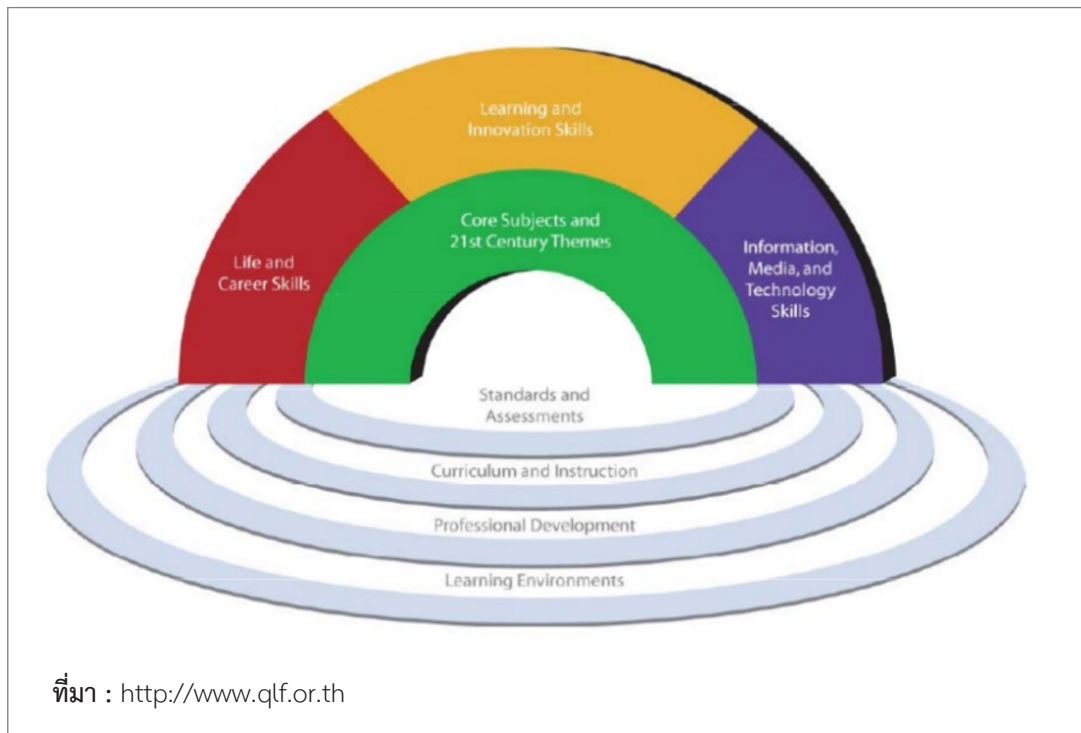 Learning and
Innovation Skills
Core Subjects and
21st Century Themes
Life and
Career Skills
Information,
Media, and
Technology
Skills
Standards and
Assessments
Curriculum and Instruction
Professional Development
Learning Environments
ที่มา : http://www.qlf.or.th